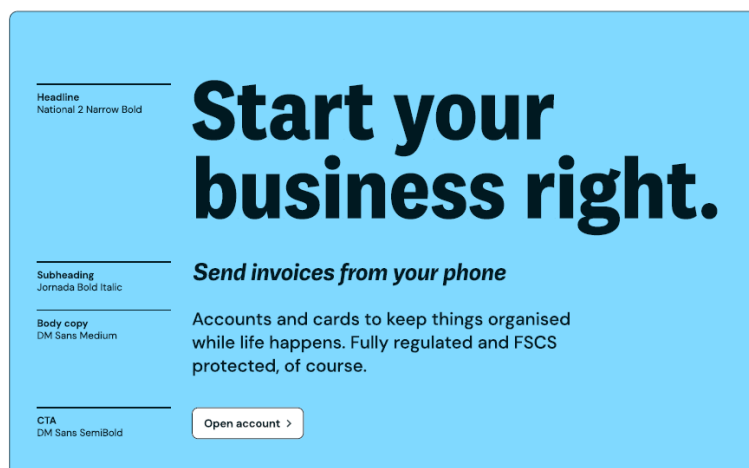 Headline
National 2 Narrow Bold
Start your
business right.
Subheading
Jornada Bold Italic
Send invoices from your phone
Body copy
DM Sans Medium
Accounts and cards to keep things organised
while life happens. Fully regulated and FSCS
protected, of course.
CTA
DM Sans SemiBold
Open account >